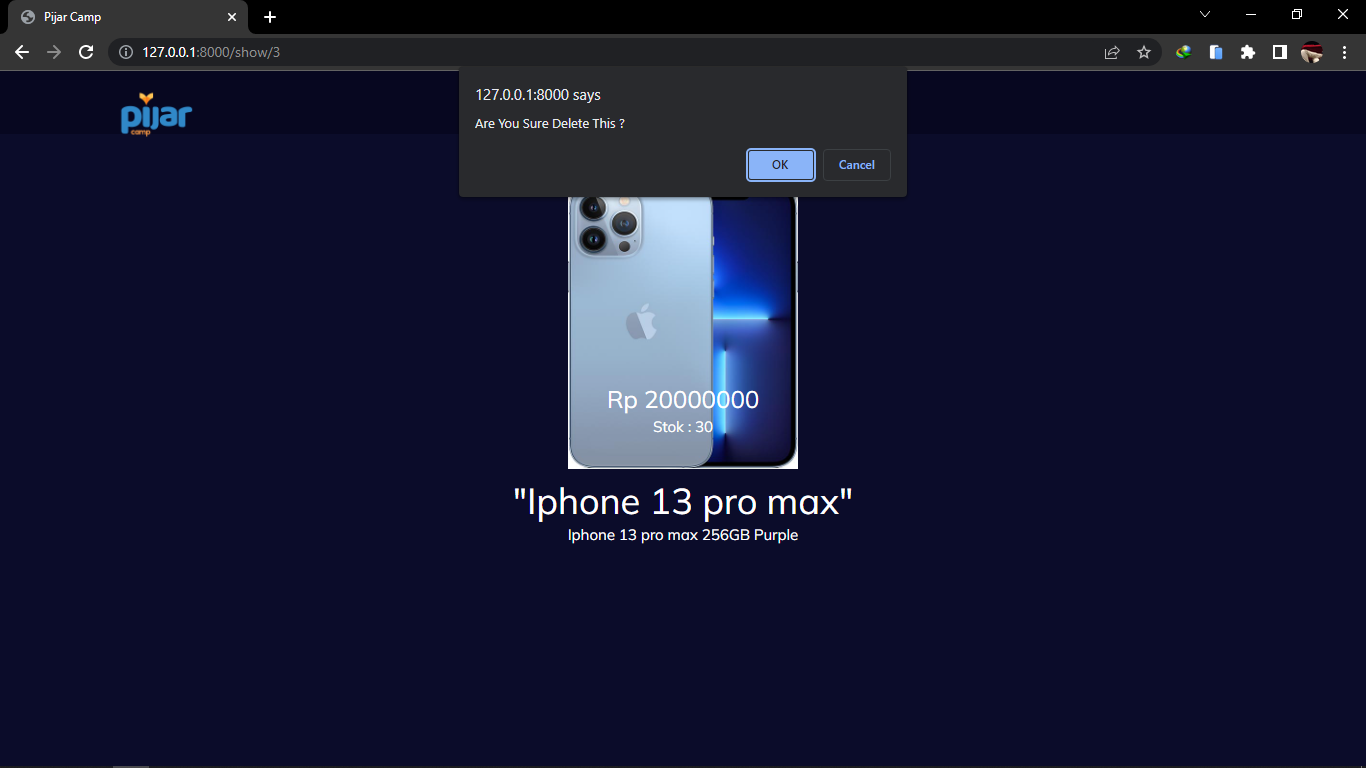 Pijar Camp
127.0.0.1:8000/show/3
pijar
camp
127.0.0.1:8000 says
Are You Sure Delete This ?
OK
Cancel
Rp 20000000
Stok : 30
"Iphone 13 pro max"
Iphone 13 pro max 256GB Purple